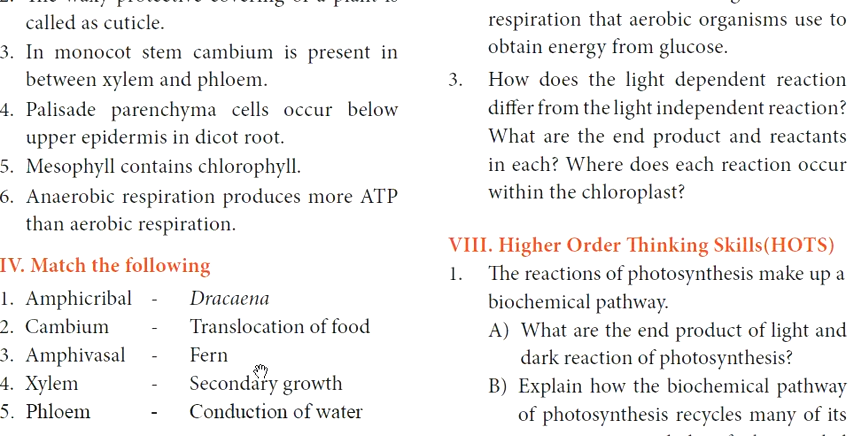 called as cuticle.
3. In monocot stem cambium is present in
between xylem and phloem.
4. Palisade parenchyma cells occur below
upper epidermis in dicot root.
5. Mesophyll contains chlorophyll.
6. Anaerobic respiration produces more ATP
than aerobic respiration.
IV. Match the following
1. Amphicribal - Dracaena
2. Cambium - Translocation of food
3. Amphivasal - Fern
4. Xylem - Secondary growth
5. Phloem - Conduction of water
respiration that aerobic organisms use to
obtain energy from glucose.
3. How does the light dependent reaction
differ from the light independent reaction?
What are the end product and reactants
in each? Where does each reaction occur
within the chloroplast?
VIII. Higher Order Thinking Skills(HOTS)
1. The reactions of photosynthesis make up a
biochemical pathway.
A) What are the end product of light and
dark reaction of photosynthesis?
B) Explain how the biochemical pathway
of photosynthesis recycles many of its